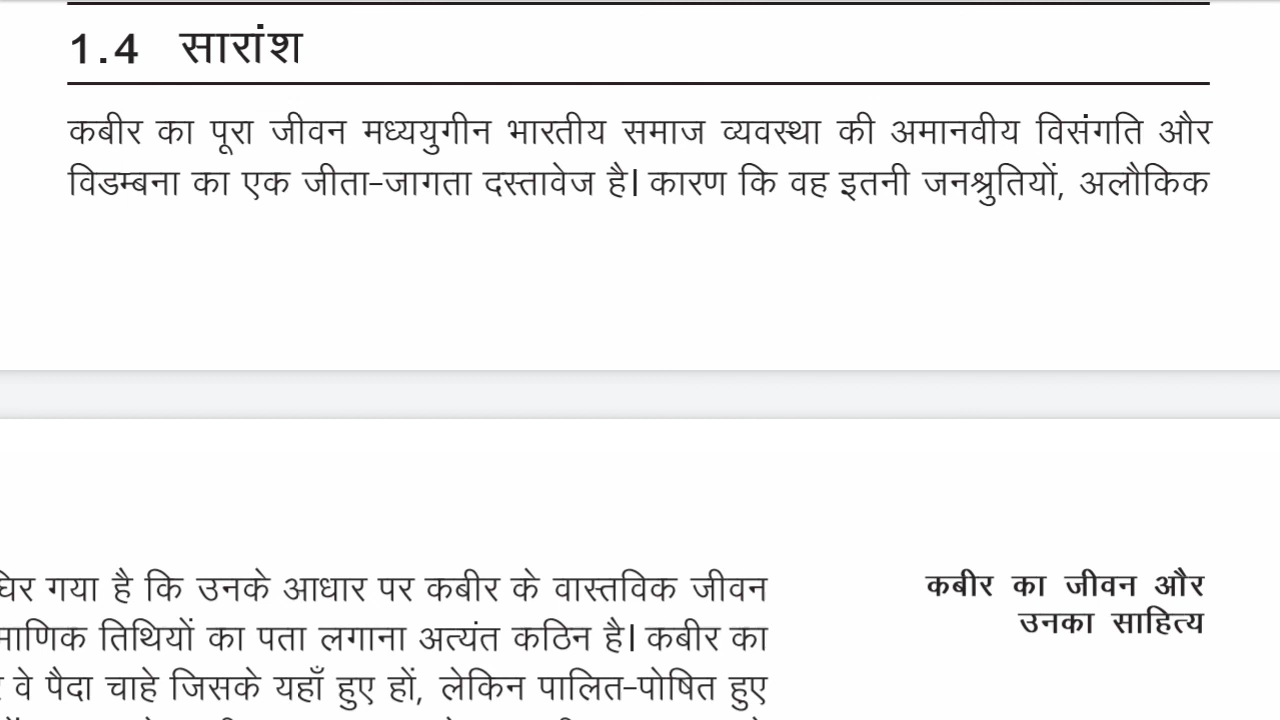 1.4 सारांश
कबीर का पूरा जीवन मध्ययुगीन भारतीय समाज व्यवस्था की अमानवीय विसंगति और
विडम्बना का एक जीता-जागता दस्तावेज है। कारण कि वह इतनी जनश्रुतियों, अलौकिक
घिर गया है कि उनके आधार पर कबीर के वास्तविक जीवन
कबीर का जीवन और
उनका साहित्य
माणिक तिथियों का पता लगाना अत्यंत कठिन है। कबीर का
वे पैदा चाहे जिसके यहाँ हुए हों, लेकिन पालित-पोषित हुए